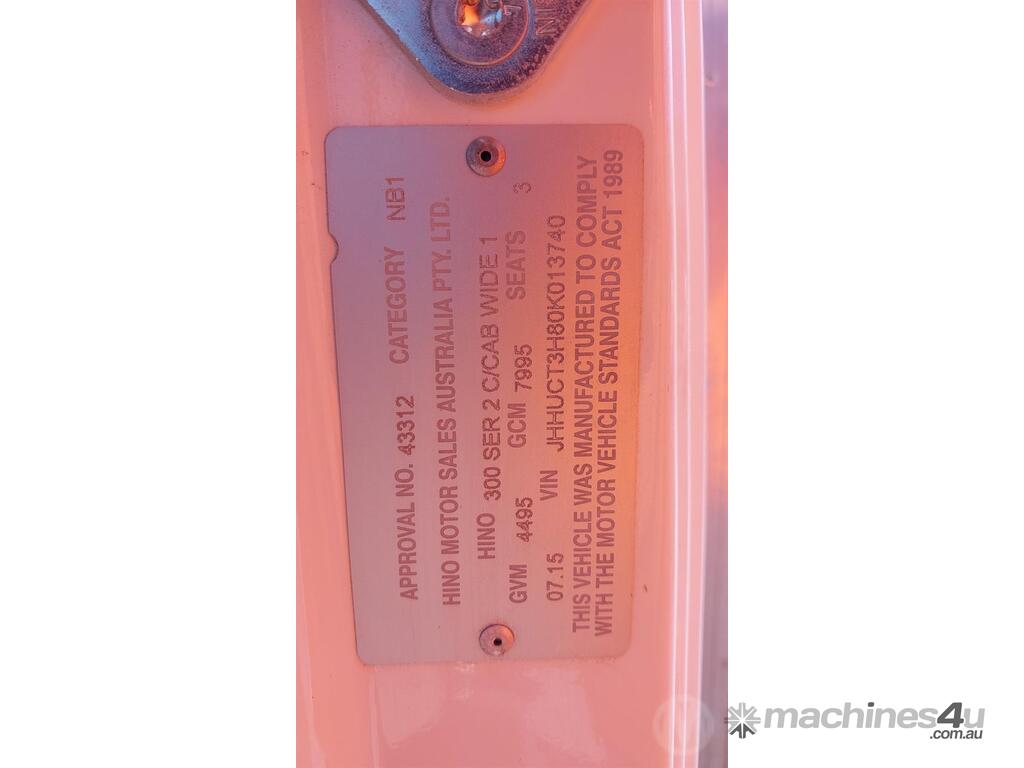 APPROVAL NO. 43312 CATEGORY NB1
HINO MOTOR SALES AUSTRALIA PTY. LTD.
HINO 300 SER 2 C/CAB WIDE 1
GVM 4495 GCM 7995 SEATS 3
07.15 VIN JHHUCT3H80K013740
THIS VEHICLE WAS MANUFACTURED TO COMPLY
WITH THE MOTOR VEHICLE STANDARDS ACT 1989
machines4u
.com.au